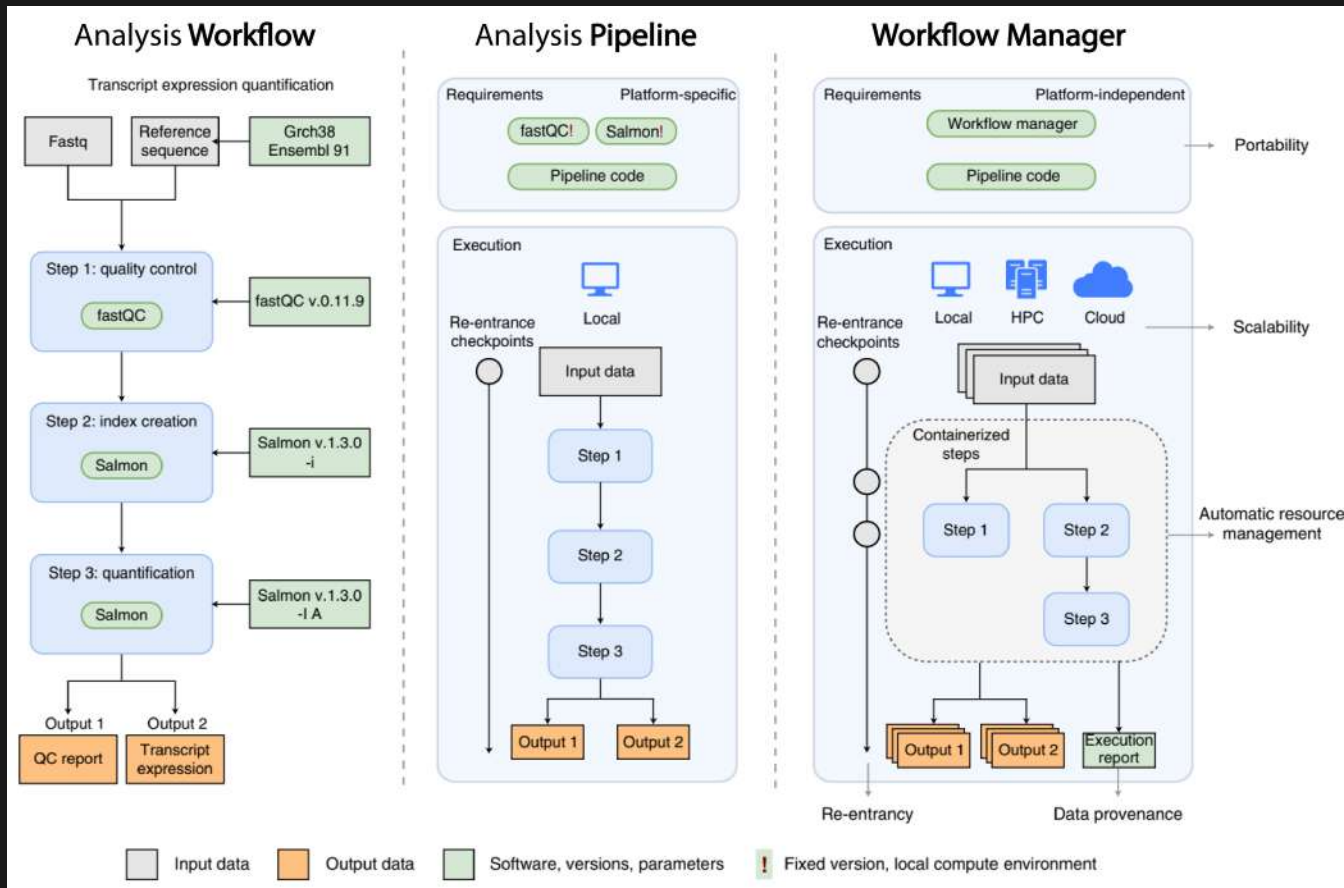 Analysis Workflow
Transcript expression quantification
Fastq
Reference
sequence
Grch38
Ensembl 91
Step 1: quality control
fastQC
fastQC v.0.11.9
Step 2: index creation
Salmon
Salmon v.1.3.0
-i
Step 3: quantification
Salmon
Salmon v.1.3.0
-l A
Output 1
Output 2
QC report
Transcript
expression
Analysis Pipeline
Requirements
Platform-specific
fastQC!
Salmon!
Pipeline code
Execution
Local
Re-entrance
checkpoints
Input data
Step 1
Step 2
Step 3
Output 1
Output 2
Workflow Manager
Requirements
Platform-independent
Workflow manager
Pipeline code
Portability
Execution
Local
HPC
Cloud
Scalability
Re-entrance
checkpoints
Input data
Containerized
steps
Step 1
Step 2
Step 3
Automatic resource
management
Output 1
Output 2
Execution
report
Re-entrancy
Data provenance
Input data
Output data
Software, versions, parameters
! Fixed version, local compute environment